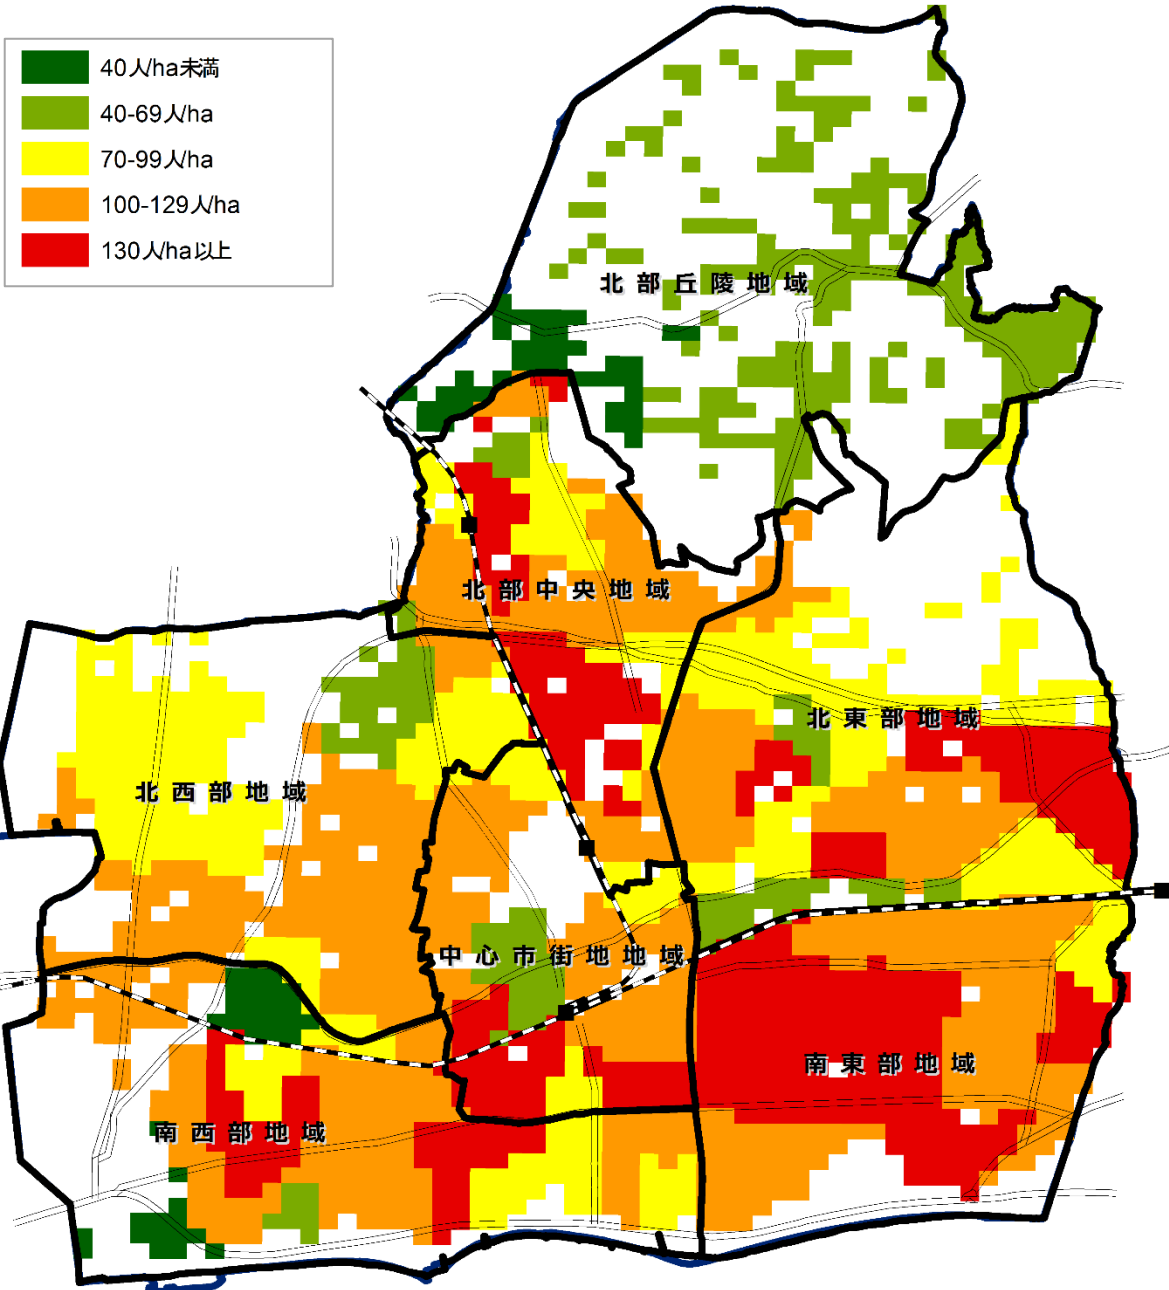 40人/ha未満
40-69人/ha
70-99人/ha
100-129人/ha
130人/ha以上
北部丘陵地域
北部中央地域
北東部地域
北西部地域
中心市街地地域
南東部地域
南西部地域